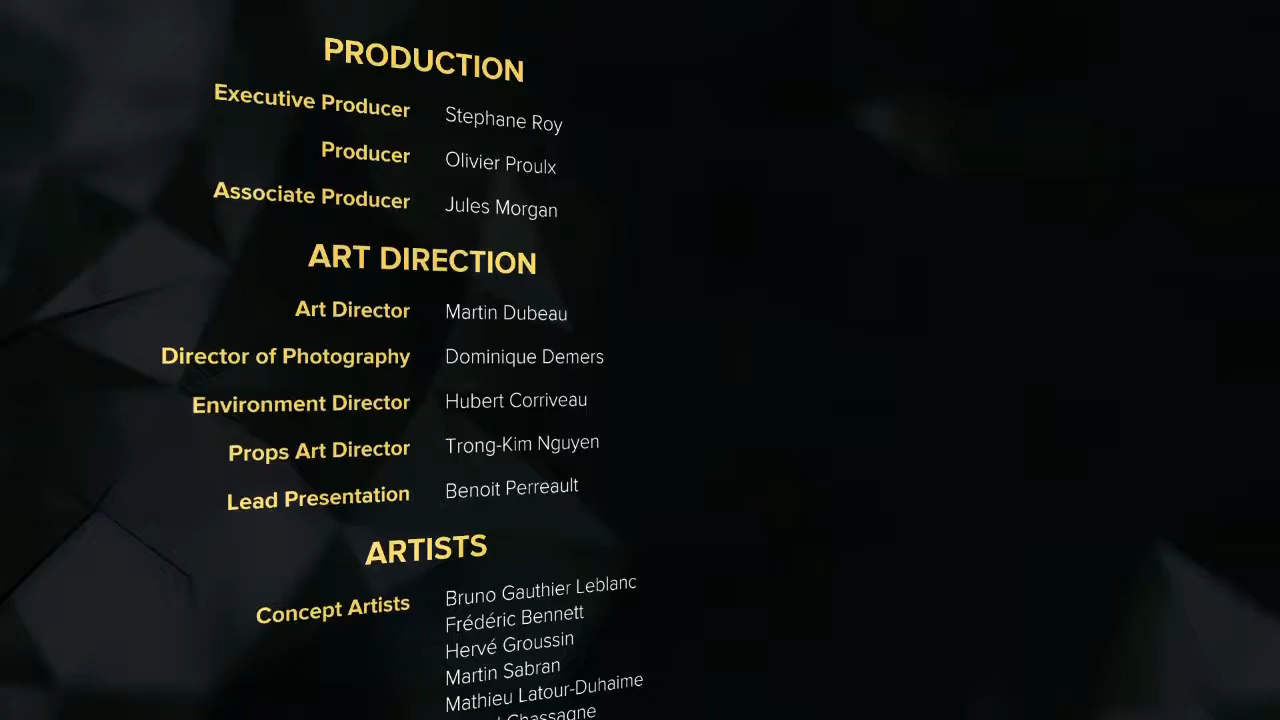 PRODUCTION
Executive Producer Stephane Roy
Producer Olivier Proulx
Associate Producer Jules Morgan
ART DIRECTION
Art Director Martin Dubeau
Director of Photography Dominique Demers
Environment Director Hubert Corriveau
Props Art Director Trong-Kim Nguyen
Lead Presentation Benoit Perreault
ARTISTS
Concept Artists Bruno Gauthier Leblanc
Frédéric Bennett
Hervé Groussin
Martin Sabran
Mathieu Latour-Duhaime
Chassagne